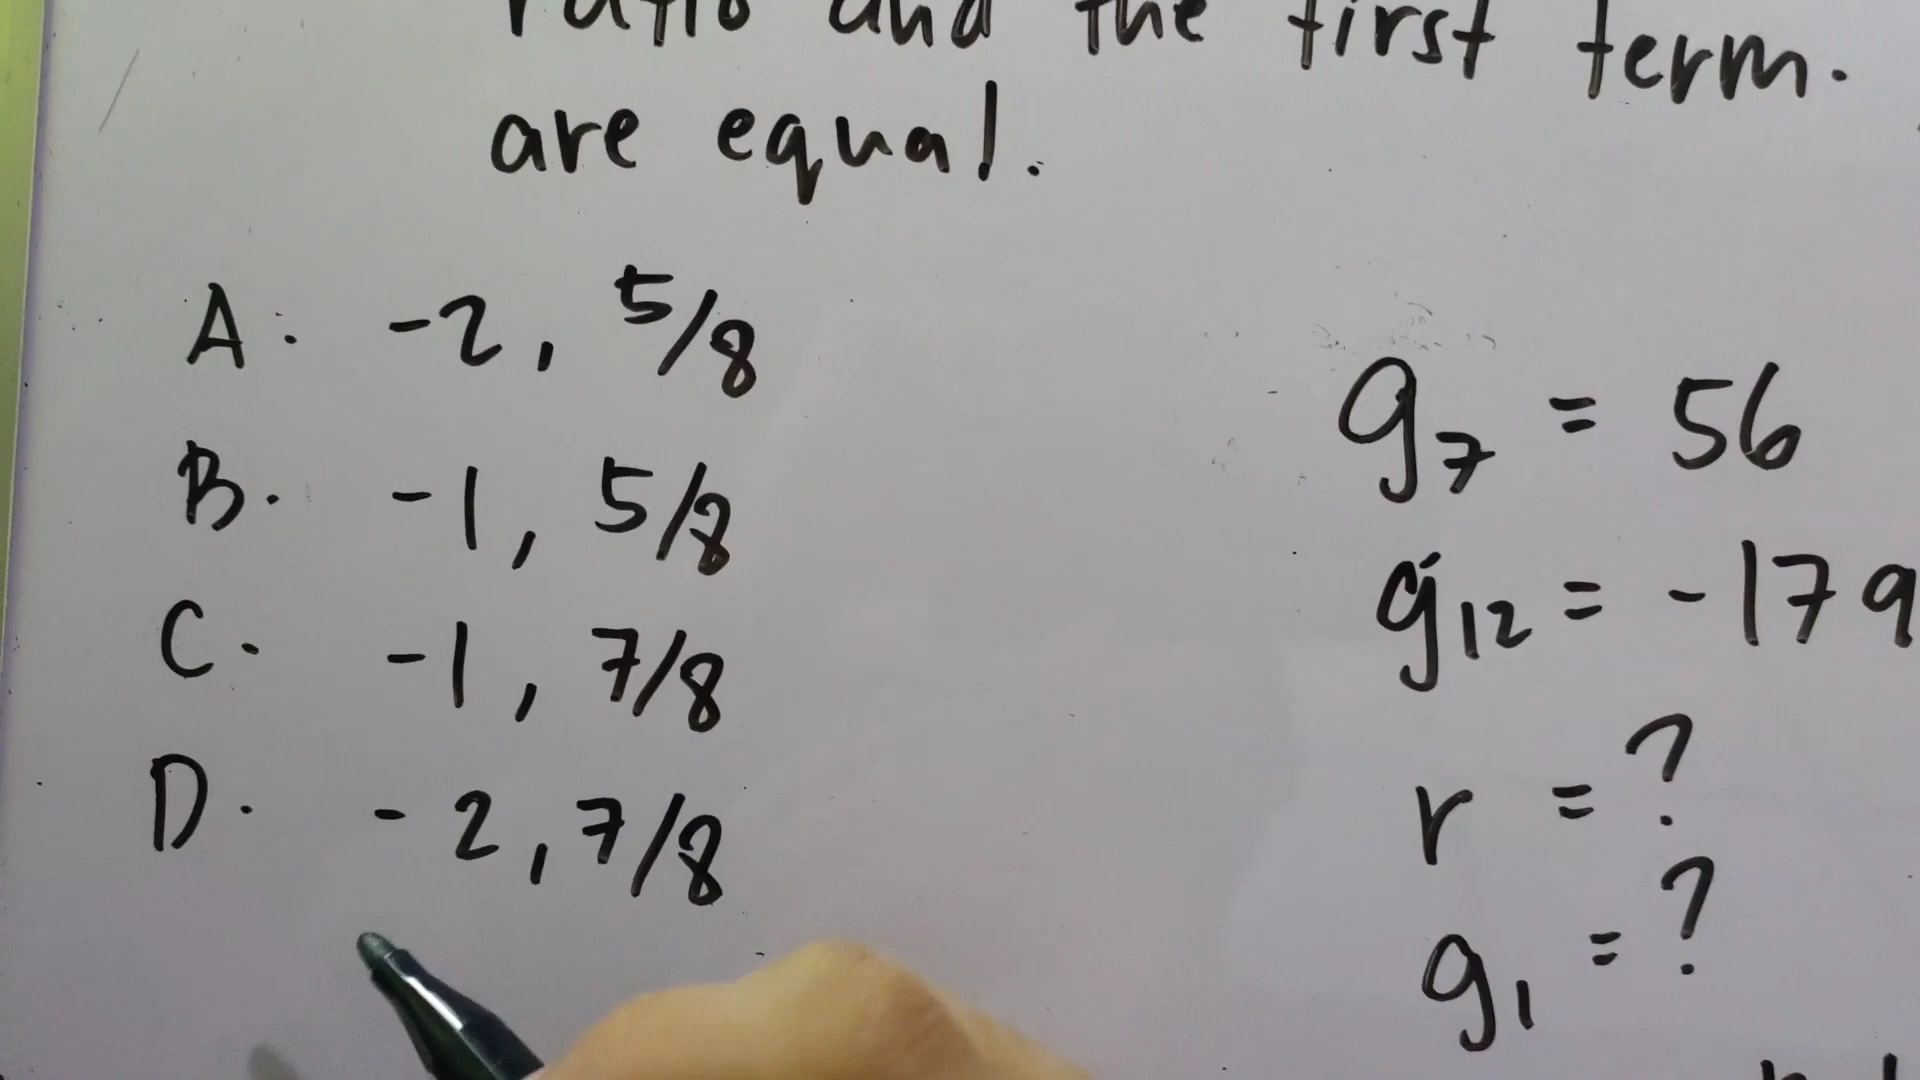 ratio and the first term.
are equal.
A. -2, 5/8
B. -1, 5/8
C. -1, 7/8
D. -2, 7/8
g7 = 56
g12 = -179
r = ?
g1 = ?